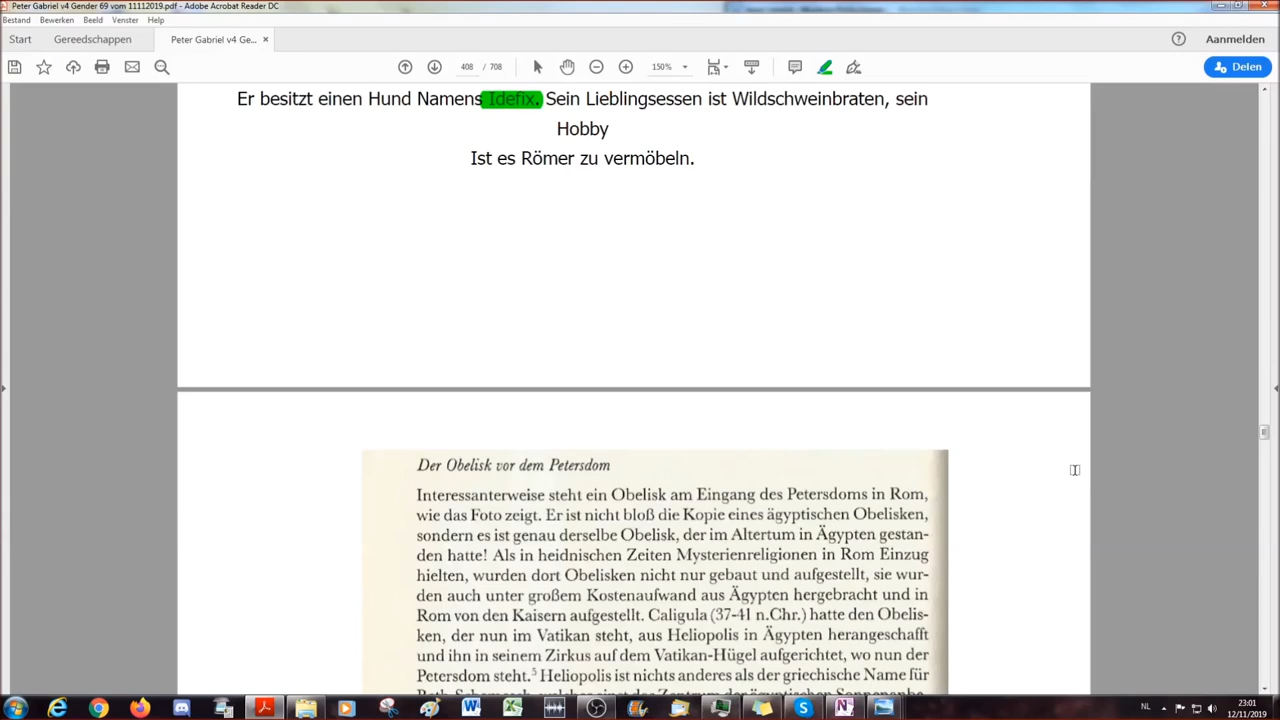 Peter Gabriel v4 Gender 69 vom 11112019.pdf - Adobe Acrobat Reader DC
Bestand Bewerken Beeld Venster Help
Start Gereedschappen Peter Gabriel v4 Ge... × Aanmelden
408 / 708 150% Delen
Er besitzt einen Hund Namens Idefix. Sein Lieblingsessen ist Wildschweinbraten, sein
Hobby
Ist es Römer zu vermöbeln.
Der Obelisk vor dem Petersdom
Interessanterweise steht ein Obelisk am Eingang des Petersdoms in Rom,
wie das Foto zeigt. Er ist nicht bloß die Kopie eines ägyptischen Obelisken,
sondern es ist genau derselbe Obelisk, der im Altertum in Ägypten gestan-
den hatte! Als in heidnischen Zeiten Mysterienreligionen in Rom Einzug
hielten, wurden dort Obelisken nicht nur gebaut und aufgestellt, sie wur-
den auch unter großem Kostenaufwand aus Ägypten hergebracht und in
Rom von den Kaisern aufgestellt. Caligula (37-41 n.Chr.) hatte den Obelis-
ken, der nun im Vatikan steht, aus Heliopolis in Ägypten herangeschafft
und ihn in seinem Zirkus auf dem Vatikan-Hügel aufgerichtet, wo nun der
Petersdom steht.⁵ Heliopolis ist nichts anderes als der griechische Name für
NL 23:01
12/11/2019